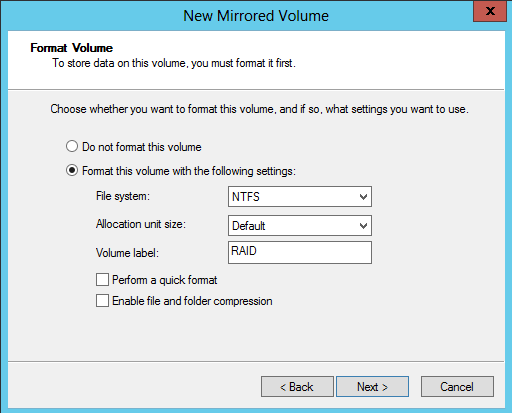 New Mirrored Volume
X
Format Volume
To store data on this volume, you must format it first.
Choose whether you want to format this volume, and if so, what settings you want to use.
Do not format this volume
Format this volume with the following settings:
File system: NTFS
Allocation unit size: Default
Volume label: RAID
Perform a quick format
Enable file and folder compression
< Back Next > Cancel